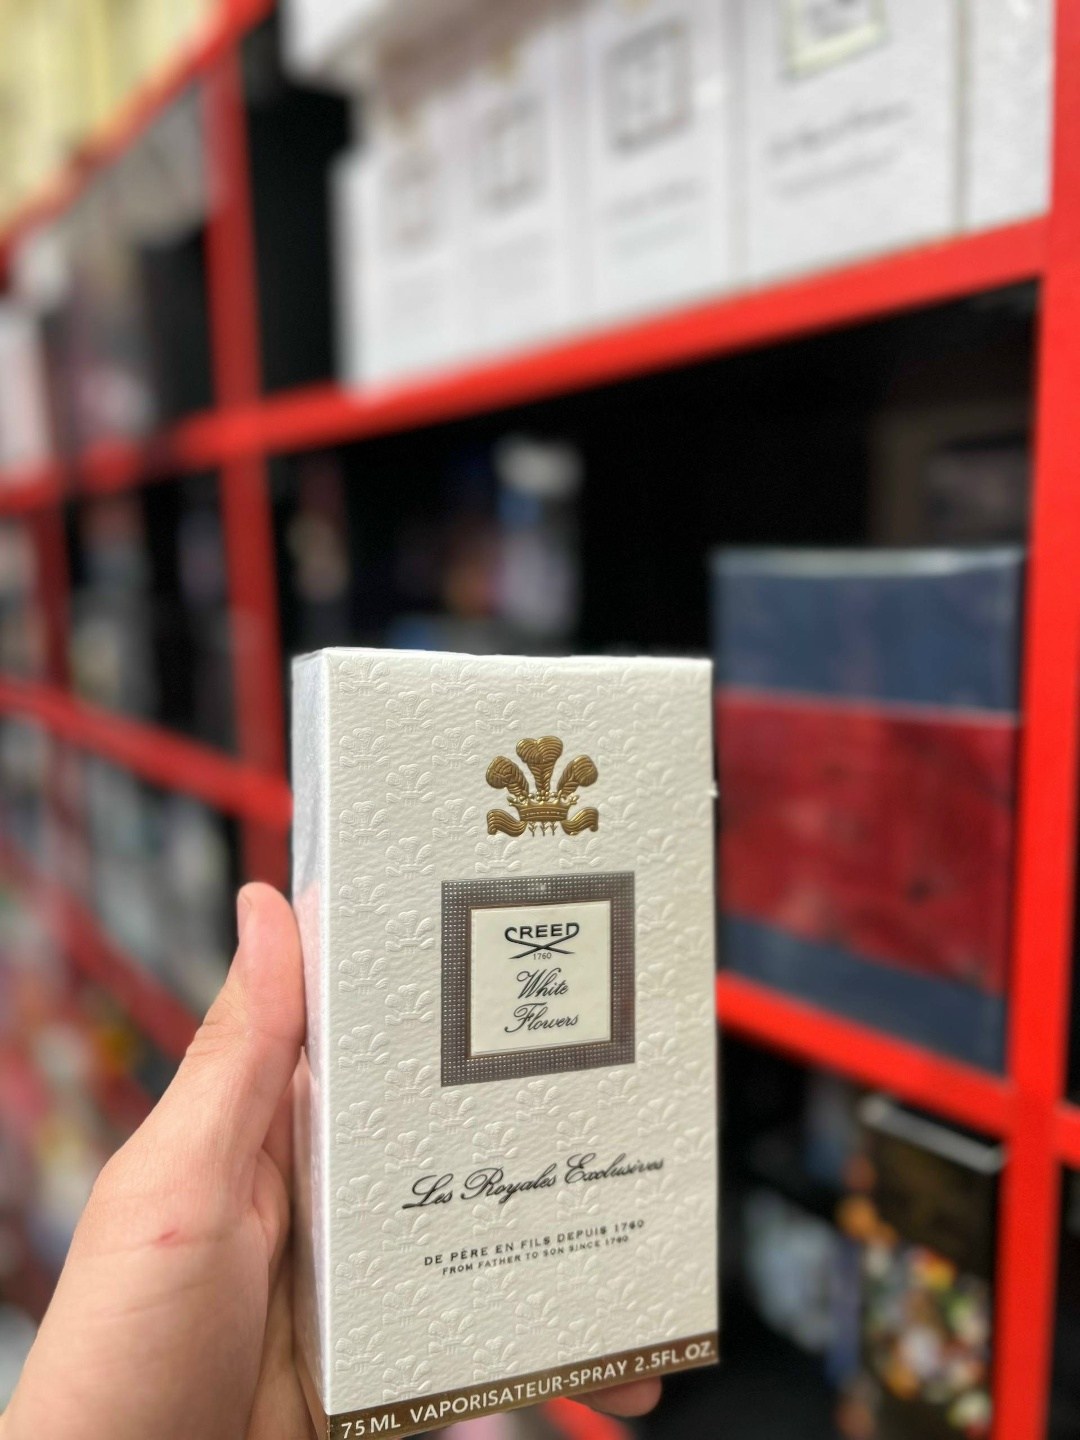 CREED
1760
White
Flowers
Les Royales Exclusives
DE PÈRE EN FILS DEPUIS 1760
FROM FATHER TO SON SINCE 1760
75 ML VAPORISATEUR-SPRAY 2.5FL.OZ.